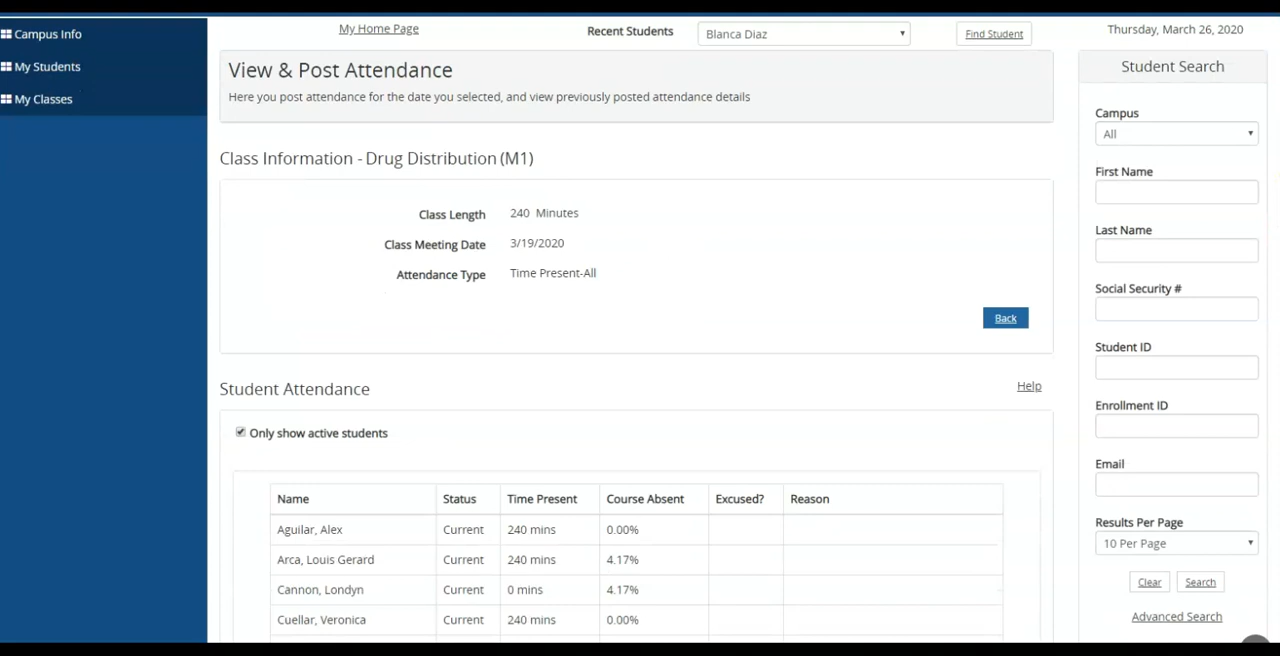 Campus Info
My Students
My Classes
My Home Page
Recent Students
Blanca Diaz
Find Student
Thursday, March 26, 2020
View & Post Attendance
Here you post attendance for the date you selected, and view previously posted attendance details
Class Information - Drug Distribution (M1)
Class Length 240 Minutes
Class Meeting Date 3/19/2020
Attendance Type Time Present-All
Back
Student Attendance
Help
Only show active students
Name Status Time Present Course Absent Excused? Reason
Aguilar, Alex Current 240 mins 0.00%
Arca, Louis Gerard Current 240 mins 4.17%
Cannon, Londyn Current 0 mins 4.17%
Cuellar, Veronica Current 240 mins 0.00%
Student Search
Campus
All
First Name
Last Name
Social Security #
Student ID
Enrollment ID
Email
Results Per Page
10 Per Page
Clear Search
Advanced Search